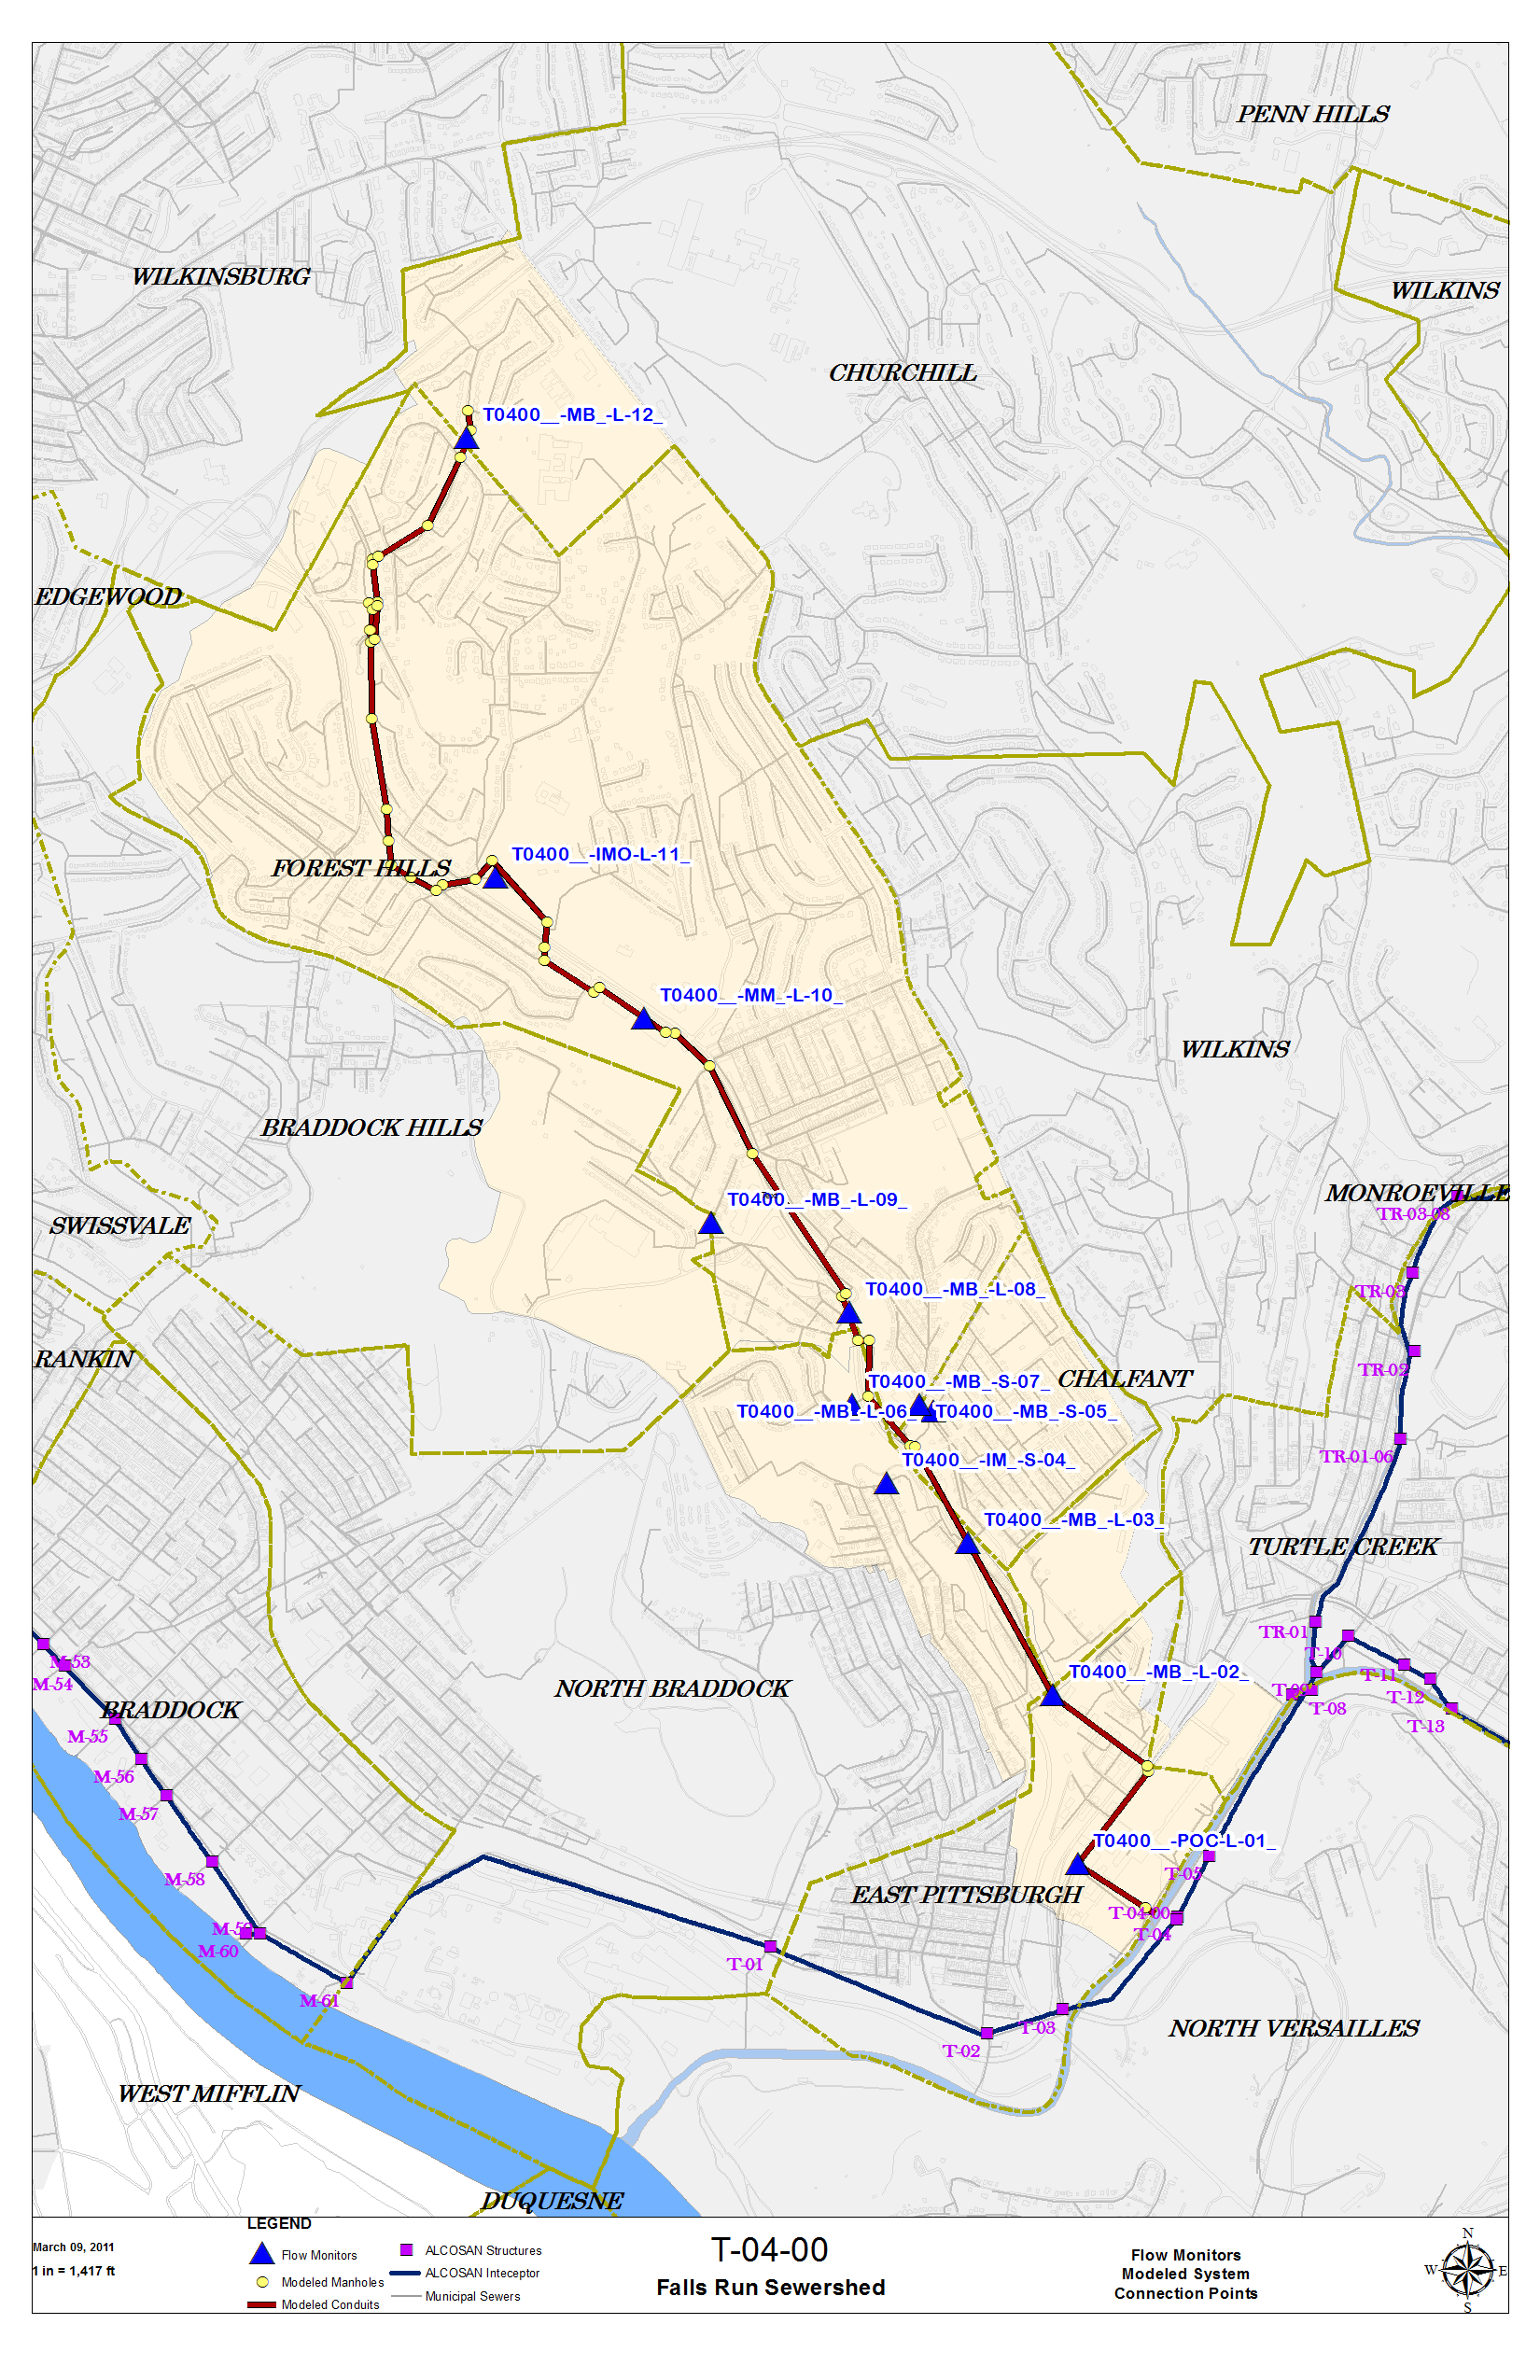 PENN HILLS
WILKINSBURG
WILKINS
CHURCHILL
T0400__-MB_-L-12_
EDGEWOOD
T0400__-IMO-L-11_
FOREST HILLS
T0400__-MM_-L-10_
WILKINS
BRADDOCK HILLS
MONROEVILLE
T0400__-MB_-L-09_
TR-03-08
SWISSVALE
T0400__-MB_-L-08_
TR-03
RANKIN
TR-02
CHALFANT
T0400__-MB_-S-07_
T0400__-MB_-L-06_
T0400__-MB_-S-05_
TR-01-06
T0400__-IM_-S-04_
T0400__-MB_-L-03_
TURTLE CREEK
TR-01
T-10
M-53
M-54
T0400__-MB_-L-02_
T-11
NORTH BRADDOCK
T-09
T-12
BRADDOCK
T-08
T-13
M-55
M-56
M-57
T0400__-POC-L-01_
M-58
T-05
EAST PITTSBURGH
T-04-00
M-59
T-04
M-60
T-01
M-61
T-03
NORTH VERSAILLES
T-02
WEST MIFFLIN
DUQUESNE
LEGEND
March 09, 2011
1 in = 1,417 ft
Flow Monitors
Modeled Manholes
Modeled Conduits
ALCOSAN Structures
ALCOSAN Inteceptor
Municipal Sewers
T-04-00
Falls Run Sewershed
Flow Monitors
Modeled System
Connection Points
N
W
E
S